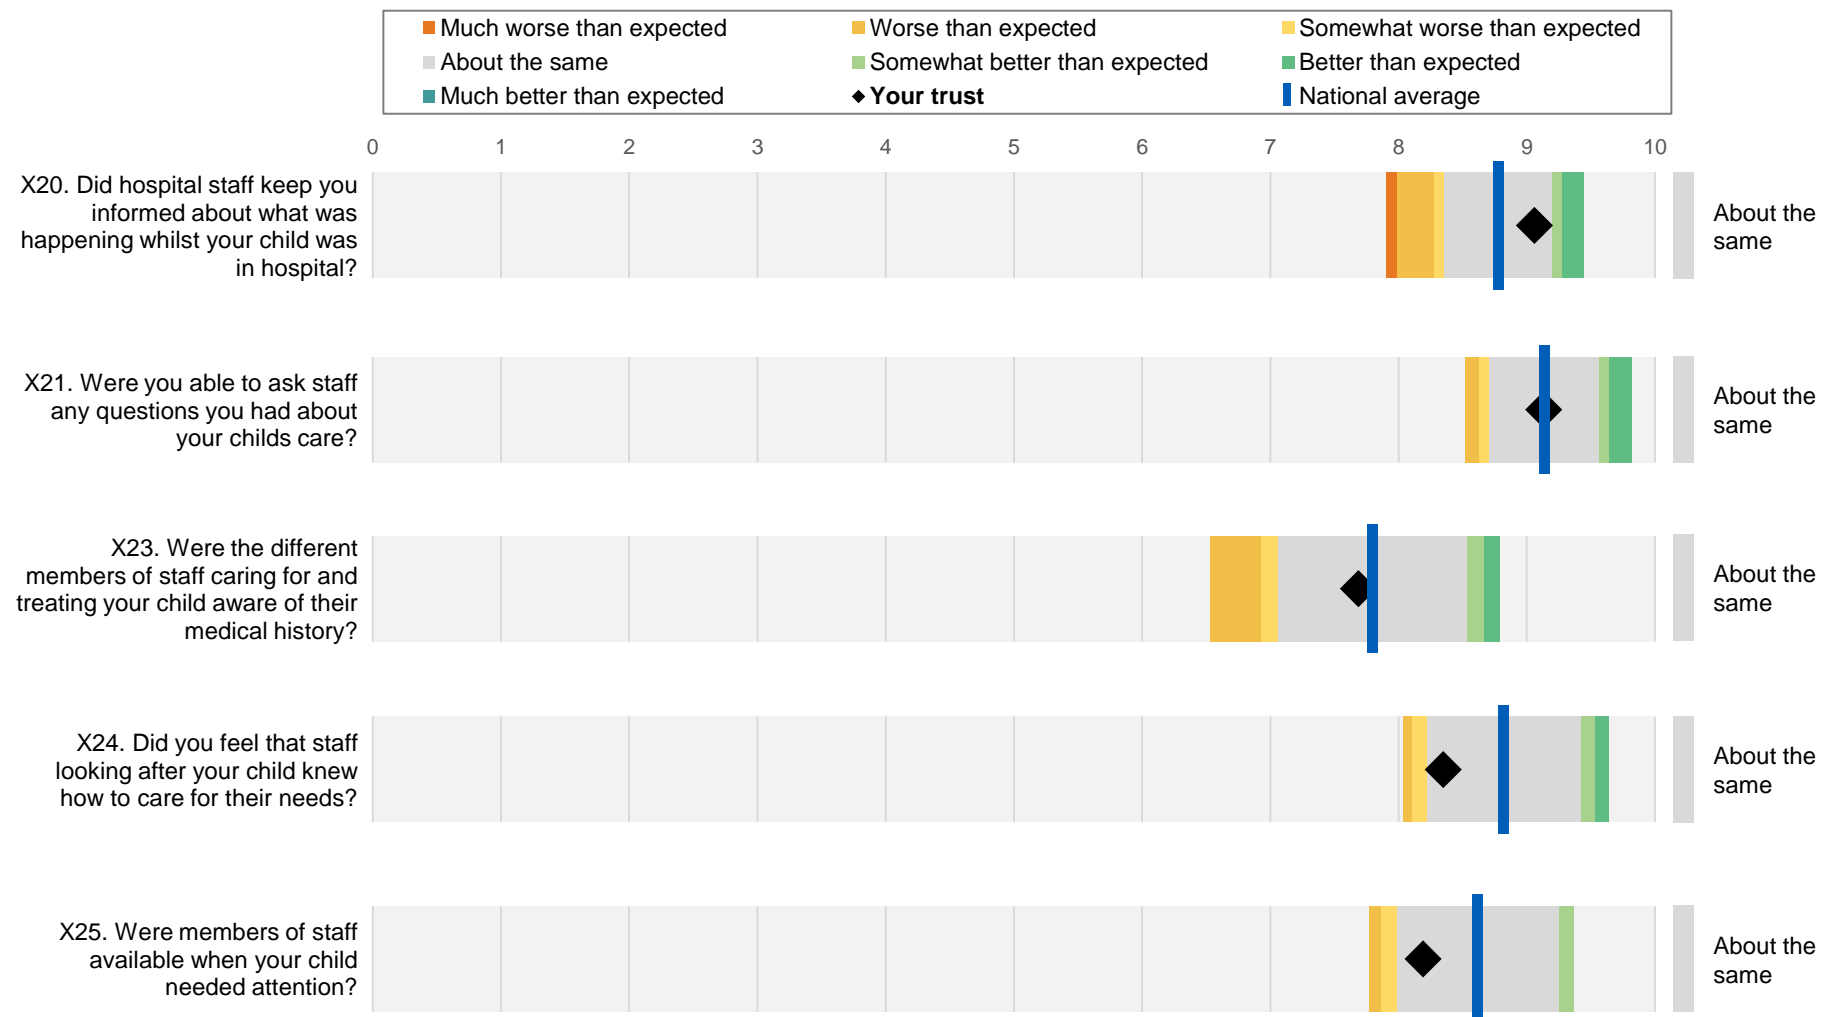 Much worse than expected
Worse than expected
Somewhat worse than expected
About the same
Somewhat better than expected
Better than expected
Much better than expected
Your trust
National average
0 1 2 3 4 5 6 7 8 9 10
X20. Did hospital staff keep you
informed about what was
happening whilst your child was
in hospital?
About the
same
X21. Were you able to ask staff
any questions you had about
your childs care?
About the
same
X23. Were the different
members of staff caring for and
treating your child aware of their
medical history?
About the
same
X24. Did you feel that staff
looking after your child knew
how to care for their needs?
About the
same
X25. Were members of staff
available when your child
needed attention?
About the
same